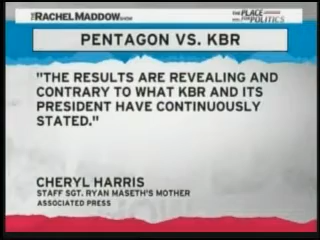 THE RACHEL MADDOW SHOW
THE PLACE
FOR POLITICS
PENTAGON VS. KBR
"THE RESULTS ARE REVEALING AND
CONTRARY TO WHAT KBR AND ITS
PRESIDENT HAVE CONTINUOUSLY
STATED."
CHERYL HARRIS
STAFF SGT. RYAN MASETH'S MOTHER
ASSOCIATED PRESS